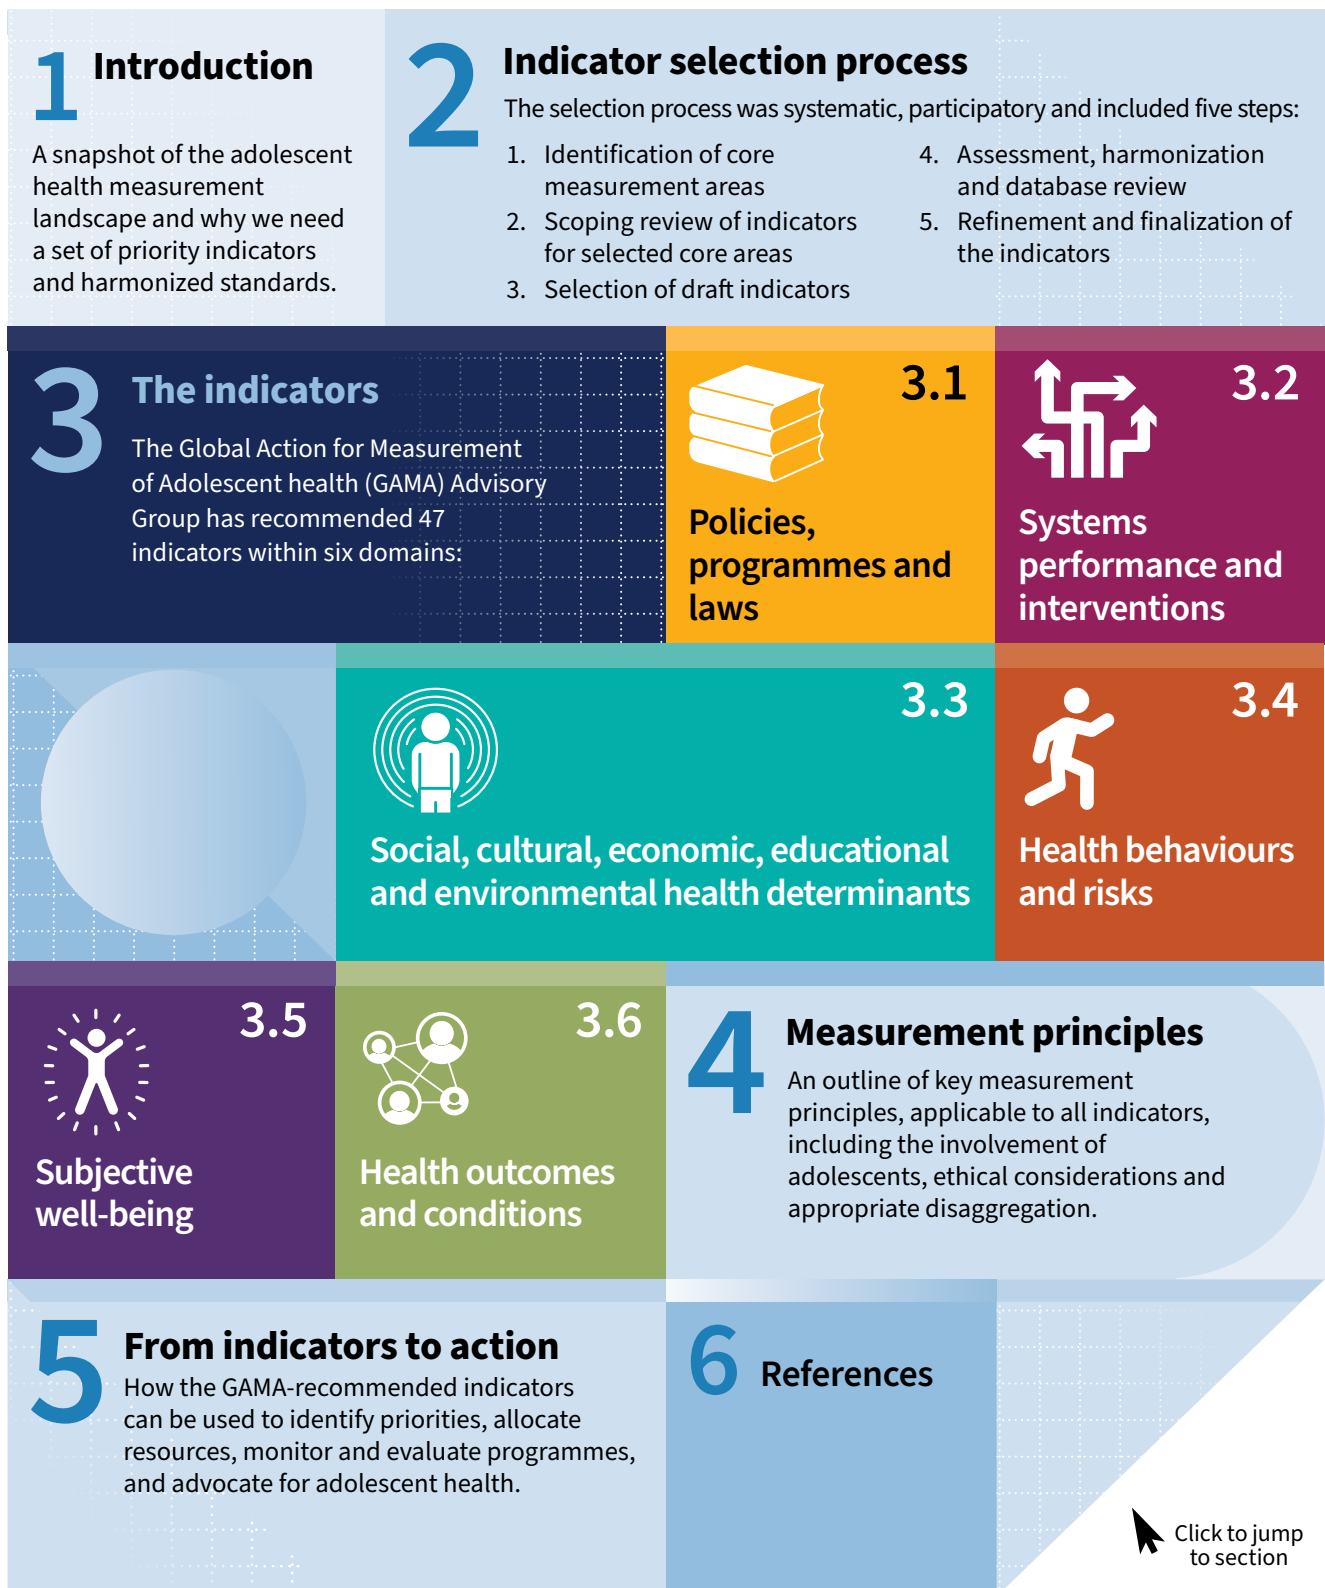 1 Introduction
A snapshot of the adolescent
health measurement
landscape and why we need
a set of priority indicators
and harmonized standards.
2 Indicator selection process
The selection process was systematic, participatory and included five steps:
1. Identification of core
measurement areas
2. Scoping review of indicators
for selected core areas
3. Selection of draft indicators
4. Assessment, harmonization
and database review
5. Refinement and finalization of
the indicators
3 The indicators
The Global Action for Measurement
of Adolescent health (GAMA) Advisory
Group has recommended 47
indicators within six domains:
3.1
Policies,
programmes and
laws
3.2
Systems
performance and
interventions
3.3
Social, cultural, economic, educational
and environmental health determinants
3.4
Health behaviours
and risks
3.5
Subjective
well-being
3.6
Health outcomes
and conditions
4 Measurement principles
An outline of key measurement
principles, applicable to all indicators,
including the involvement of
adolescents, ethical considerations and
appropriate disaggregation.
5 From indicators to action
How the GAMA-recommended indicators
can be used to identify priorities, allocate
resources, monitor and evaluate programmes,
and advocate for adolescent health.
6 References
Click to jump
to section